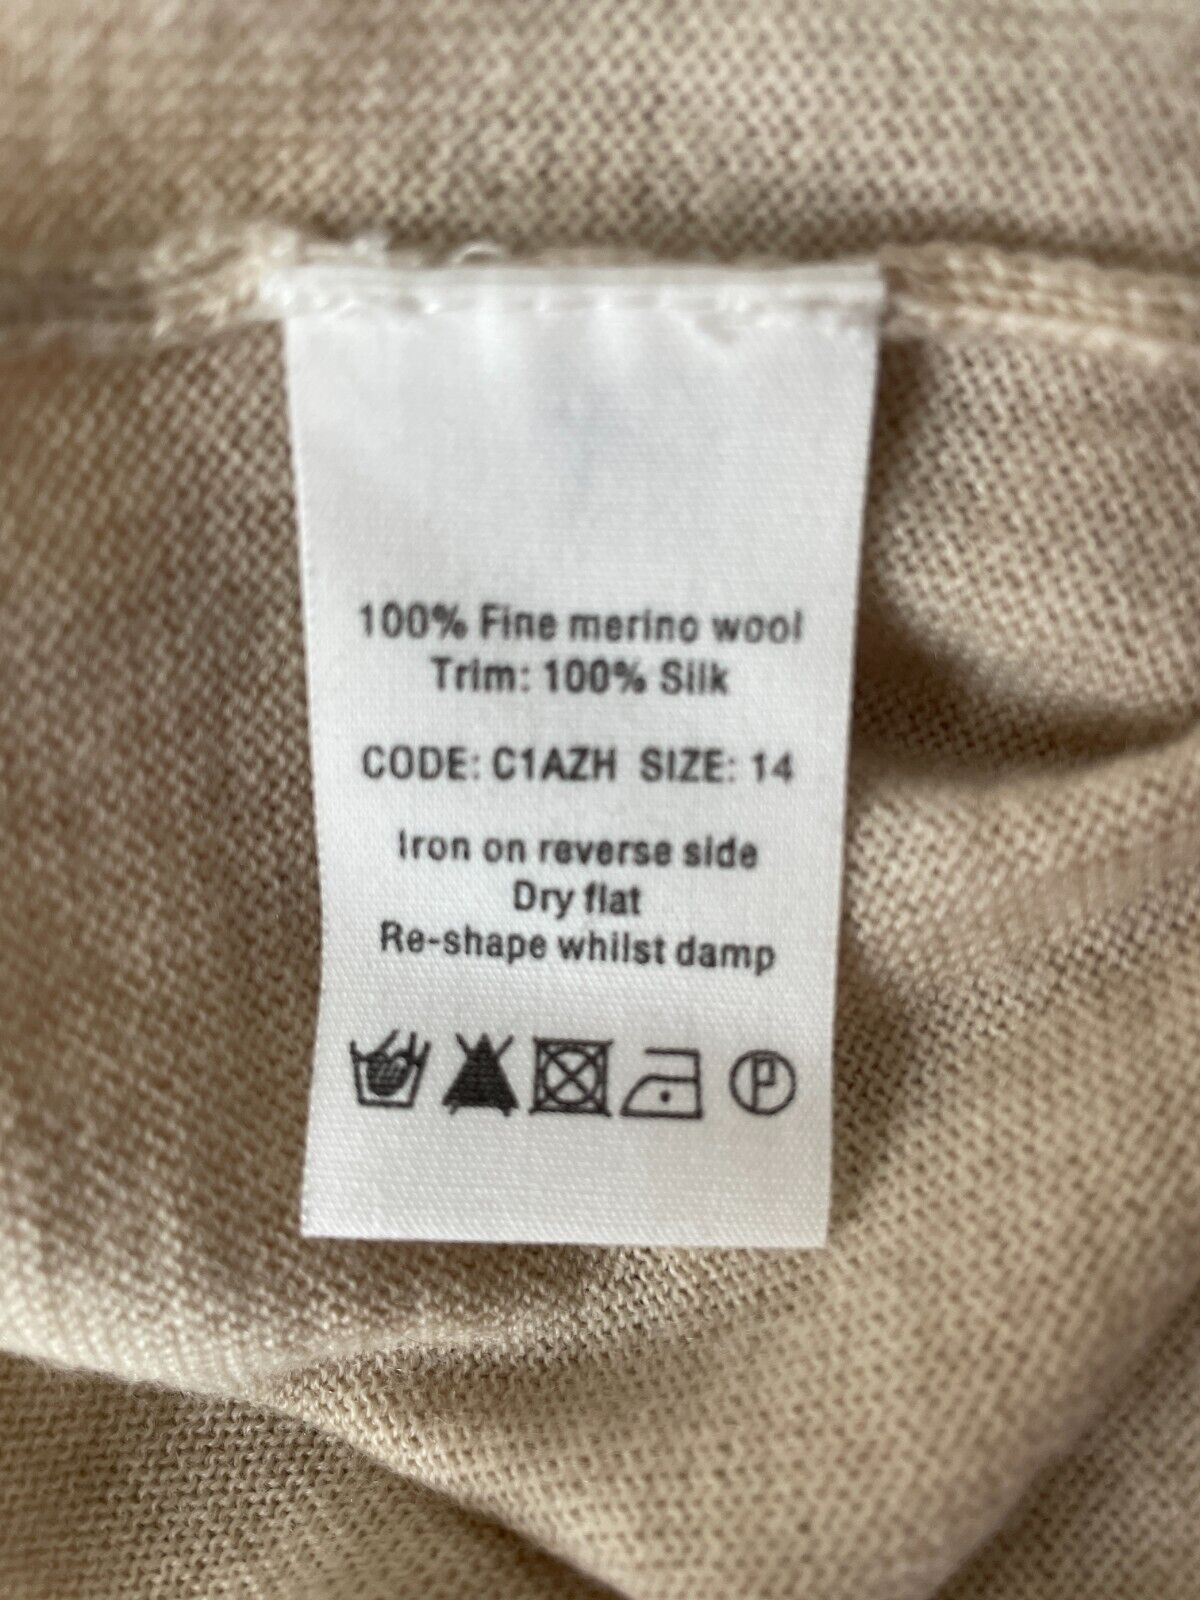 100% Fine merino wool
Trim: 100% Silk
CODE: C1AZH SIZE: 14
Iron on reverse side
Dry flat
Re-shape whilst damp
P